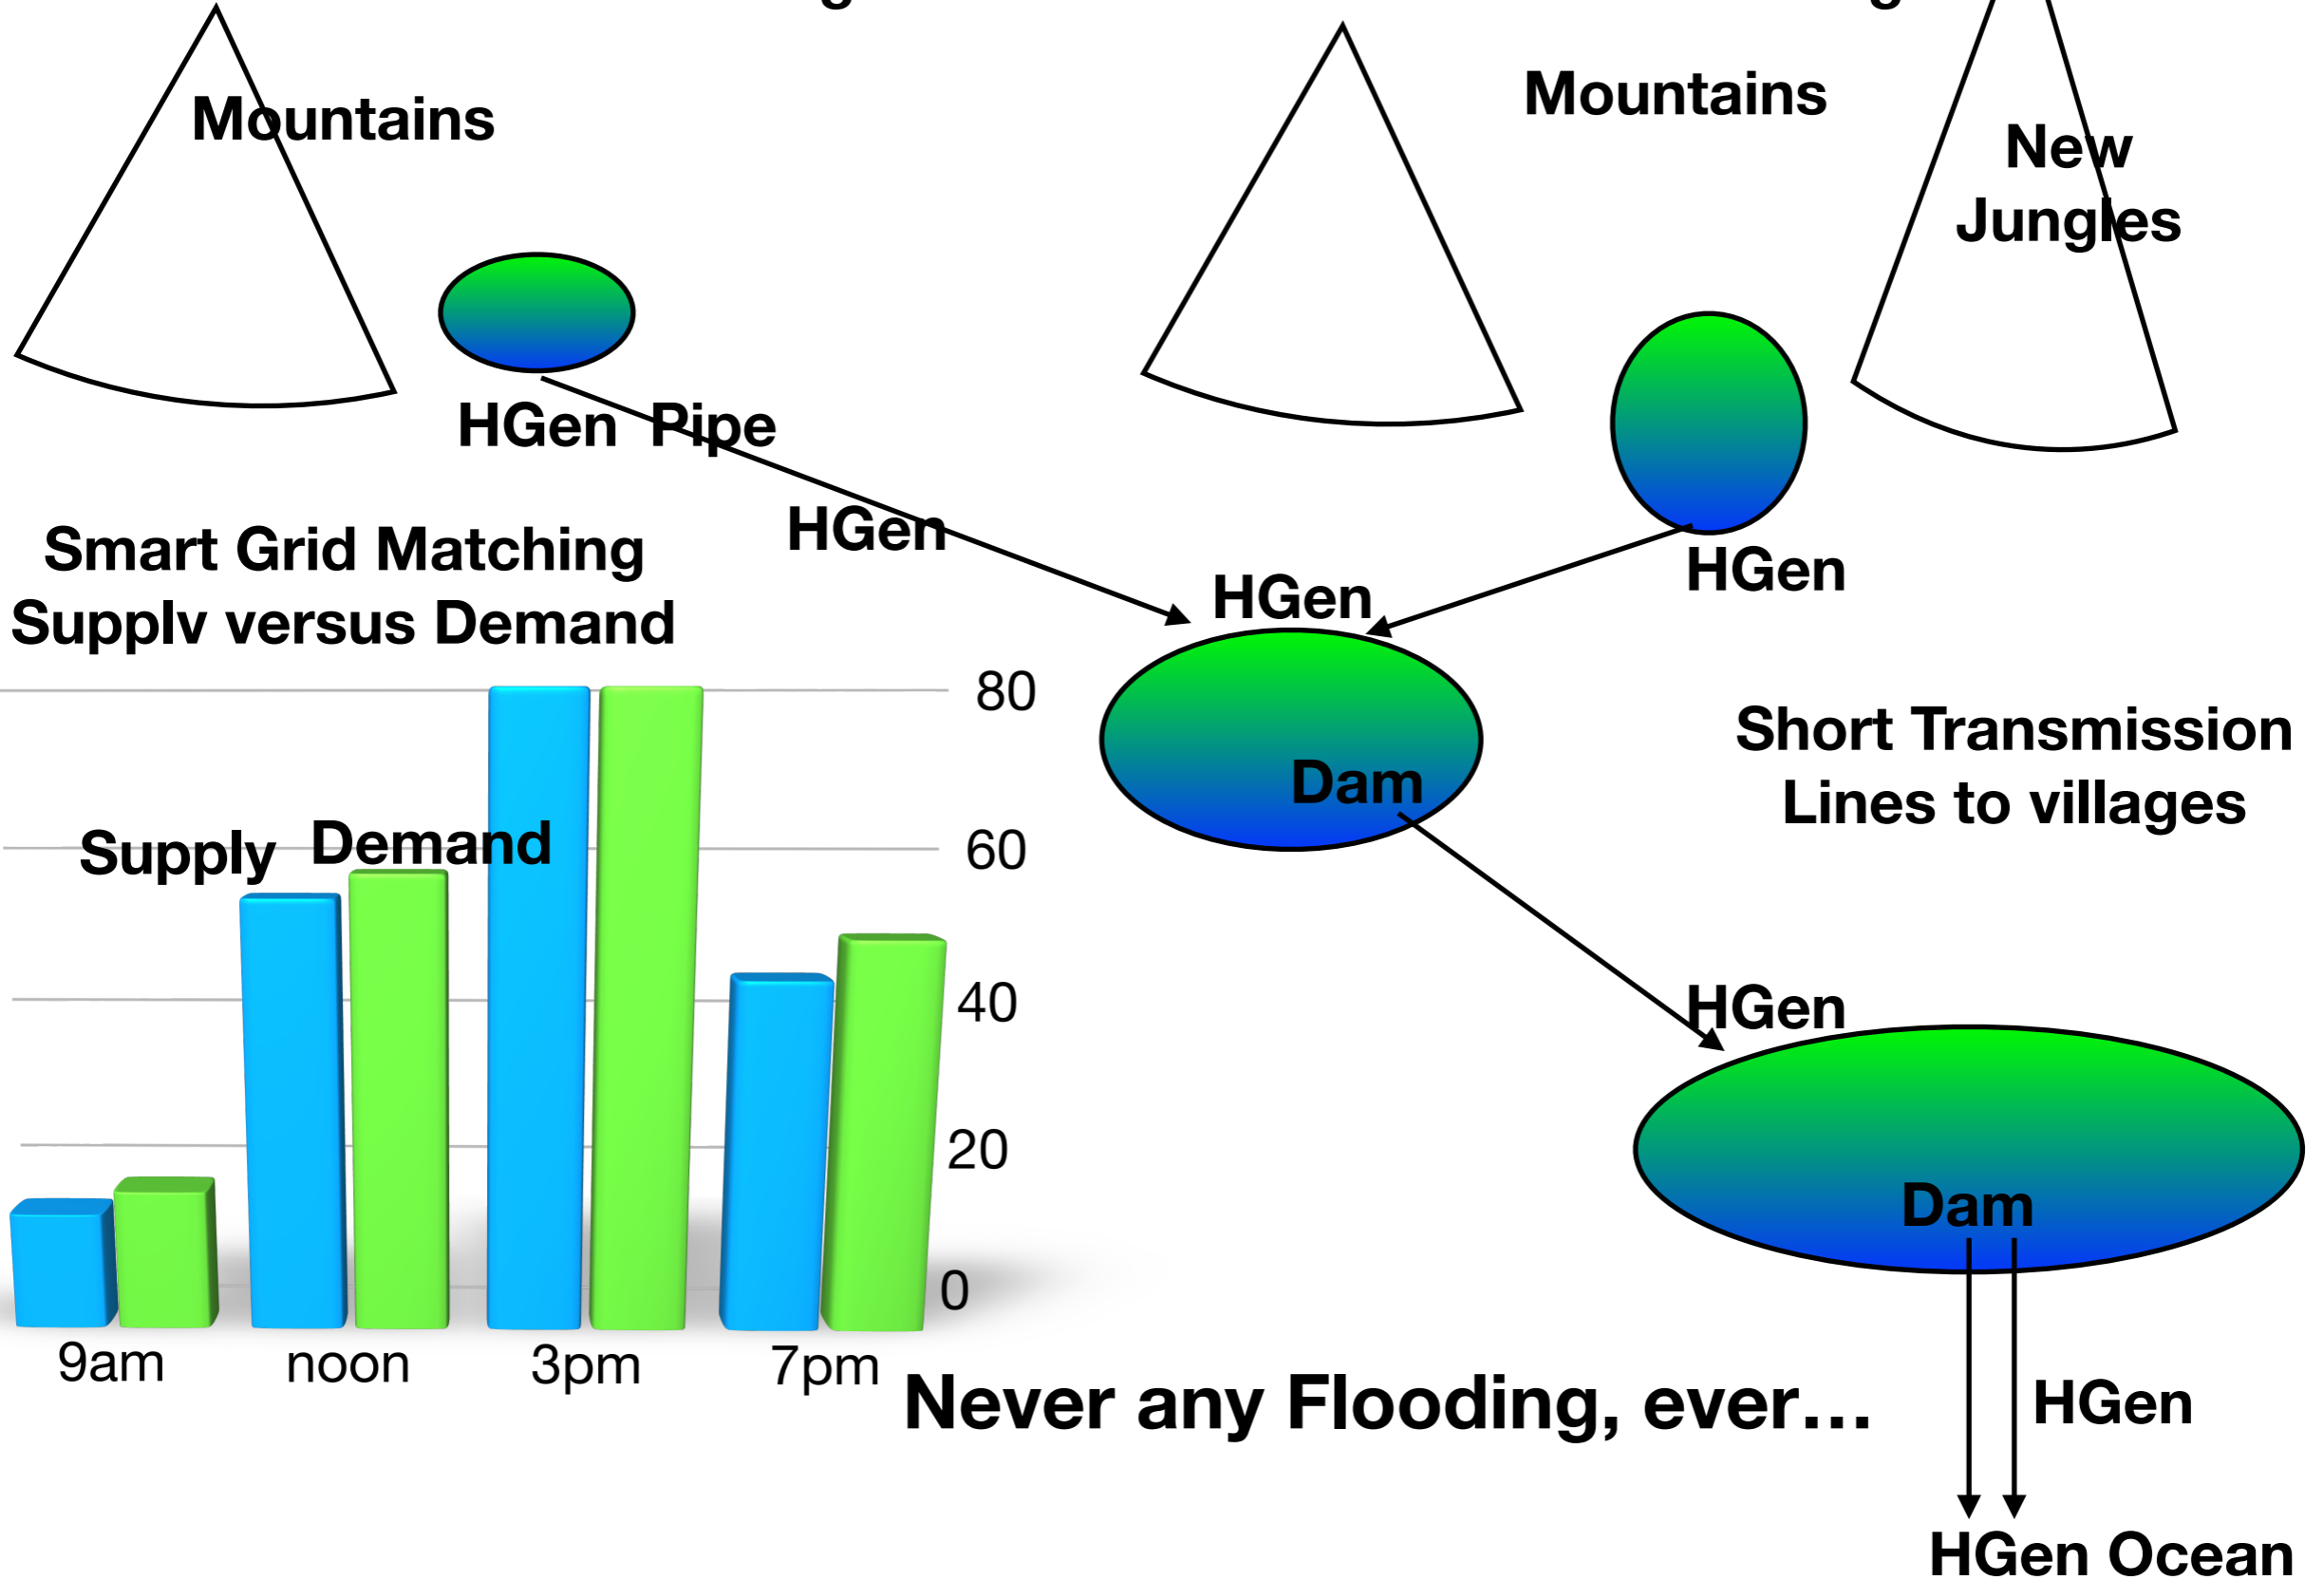 Mountains
Mountains
New
Jungles
HGen Pipe
HGen
HGen
HGen
Smart Grid Matching
Supply versus Demand
80
Short Transmission
Lines to villages
Dam
Supply
Demand
60
40
HGen
20
Dam
0
9am
noon
3pm
7pm
Never any Flooding, ever...
HGen
HGen Ocean